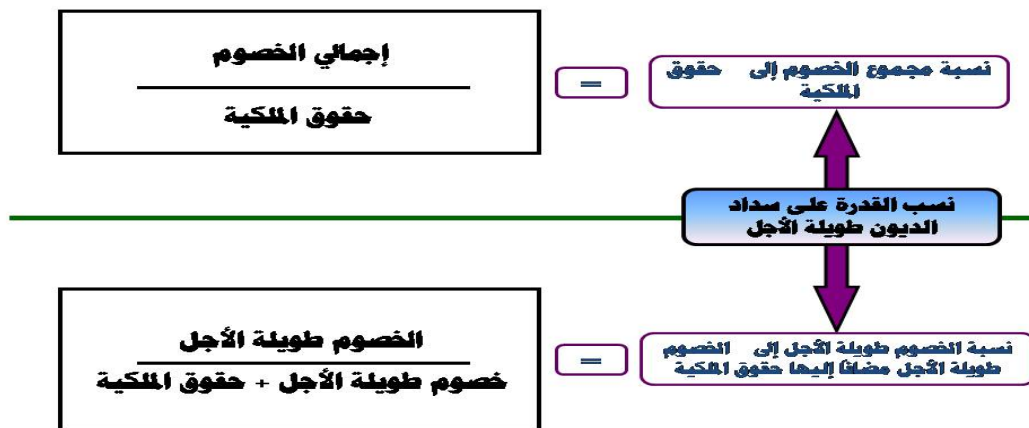 نسبة مجموع الخصوم إلى حقوق
الملكية
=
إجمالي الخصوم
حقوق الملكية
نسب القدرة على سداد
الديون طويلة الأجل
نسبة الخصوم طويلة الأجل إلى الخصوم
طويلة الأجل مضافا إليها حقوق الملكية
=
الخصوم طويلة الأجل
خصوم طويلة الأجل + حقوق الملكية